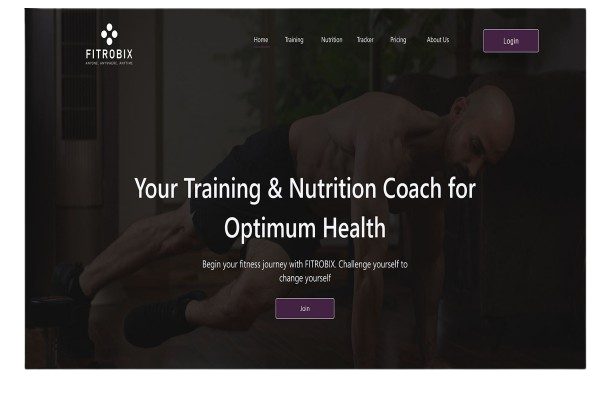 FITROBIX
ANYONE, ANYWHERE, ANYTIME
Home Training Nutrition Tracker Pricing About Us Login
Your Training & Nutrition Coach for
Optimum Health
Begin your fitness journey with FITROBIX. Challenge yourself to
change yourself
Join